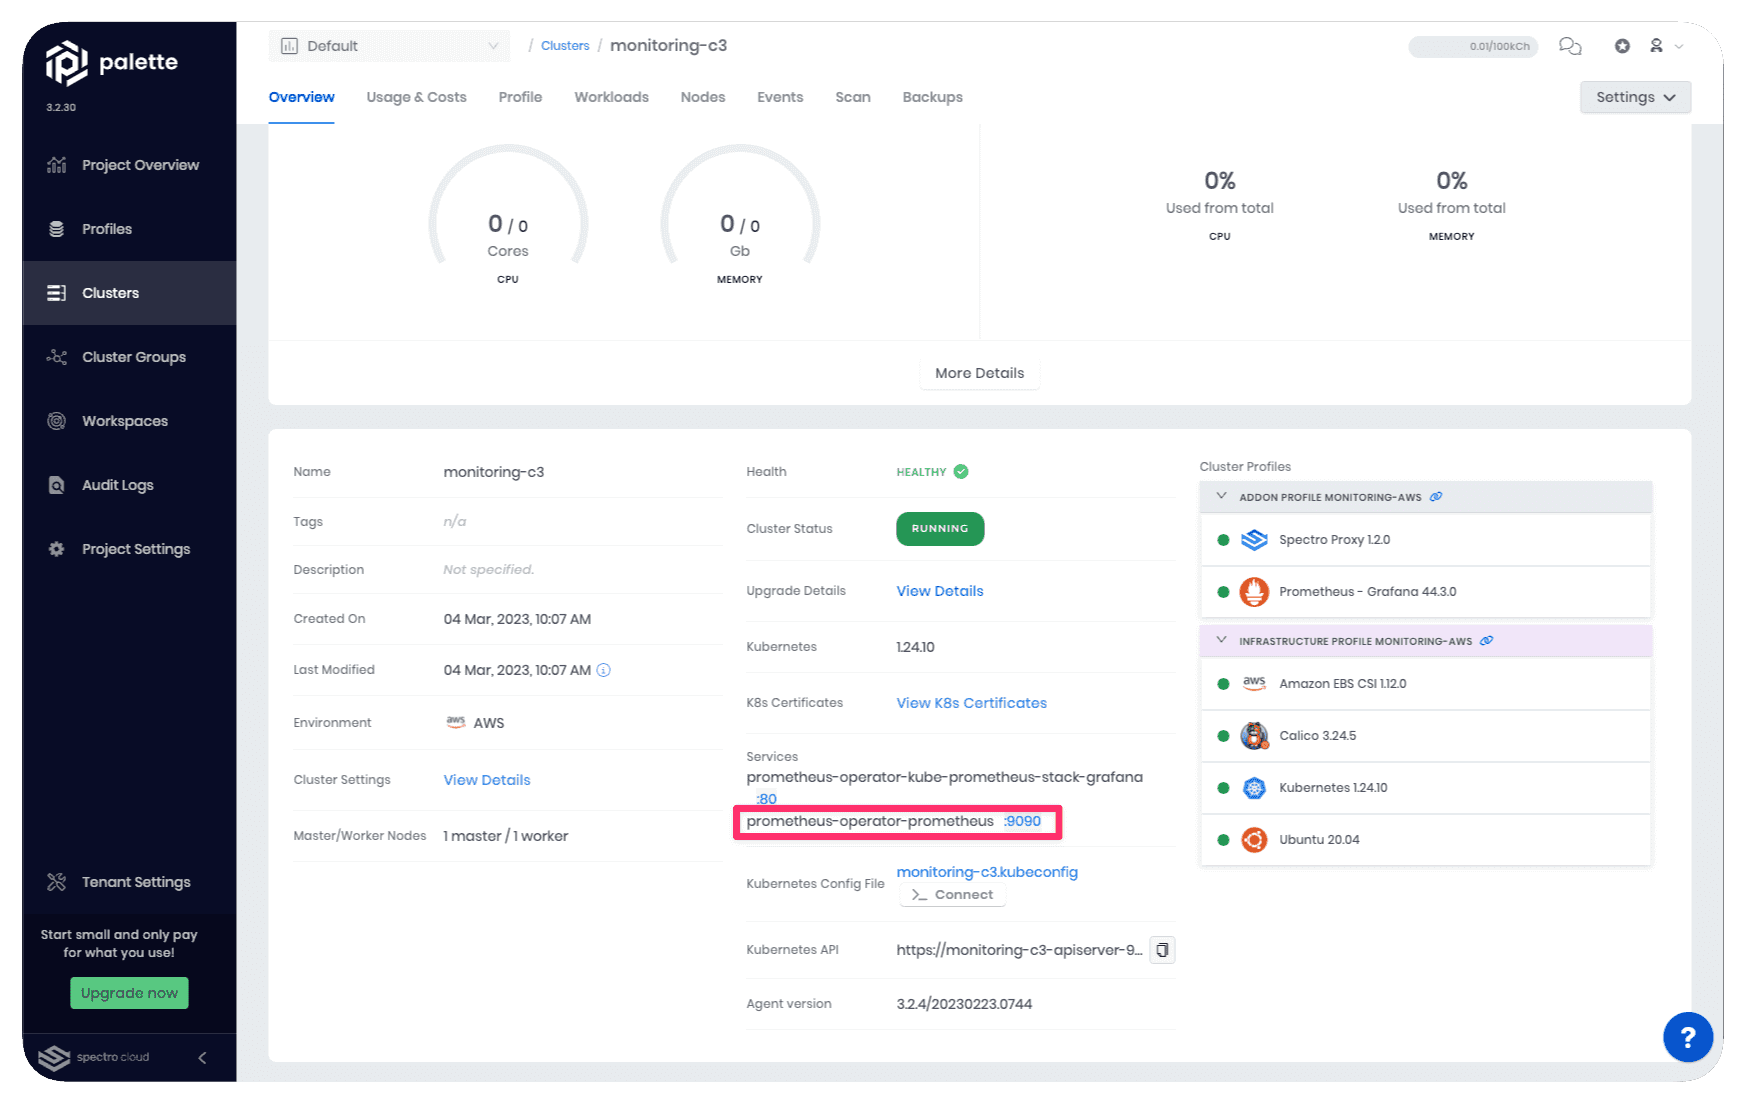 palette
3.2.30
Project Overview
Profiles
Clusters
Cluster Groups
Workspaces
Audit Logs
Project Settings
Tenant Settings
Start small and only pay
for what you use!
Upgrade now
spectro cloud
Default
/ Clusters / monitoring-c3
0.01/100kCh
Overview Usage & Costs Profile Workloads Nodes Events Scan Backups
Settings
0 / 0
Cores
CPU
0 / 0
Gb
MEMORY
0%
Used from total
CPU
0%
Used from total
MEMORY
More Details
Name monitoring-c3
Tags n/a
Description Not specified.
Created On 04 Mar, 2023, 10:07 AM
Last Modified 04 Mar, 2023, 10:07 AM
Environment aws AWS
Cluster Settings View Details
Master/Worker Nodes 1 master / 1 worker
Health HEALTHY
Cluster Status RUNNING
Upgrade Details View Details
Kubernetes 1.24.10
K8s Certificates View K8s Certificates
Services
prometheus-operator-kube-prometheus-stack-grafana
:80
prometheus-operator-prometheus :9090
Kubernetes Config File monitoring-c3.kubeconfig
>_ Connect
Kubernetes API https://monitoring-c3-apiserver-9...
Agent version 3.2.4/20230223.0744
Cluster Profiles
ADDON PROFILE MONITORING-AWS
Spectro Proxy 1.2.0
Prometheus - Grafana 44.3.0
INFRASTRUCTURE PROFILE MONITORING-AWS
aws Amazon EBS CSI 1.12.0
Calico 3.24.5
Kubernetes 1.24.10
Ubuntu 20.04
?